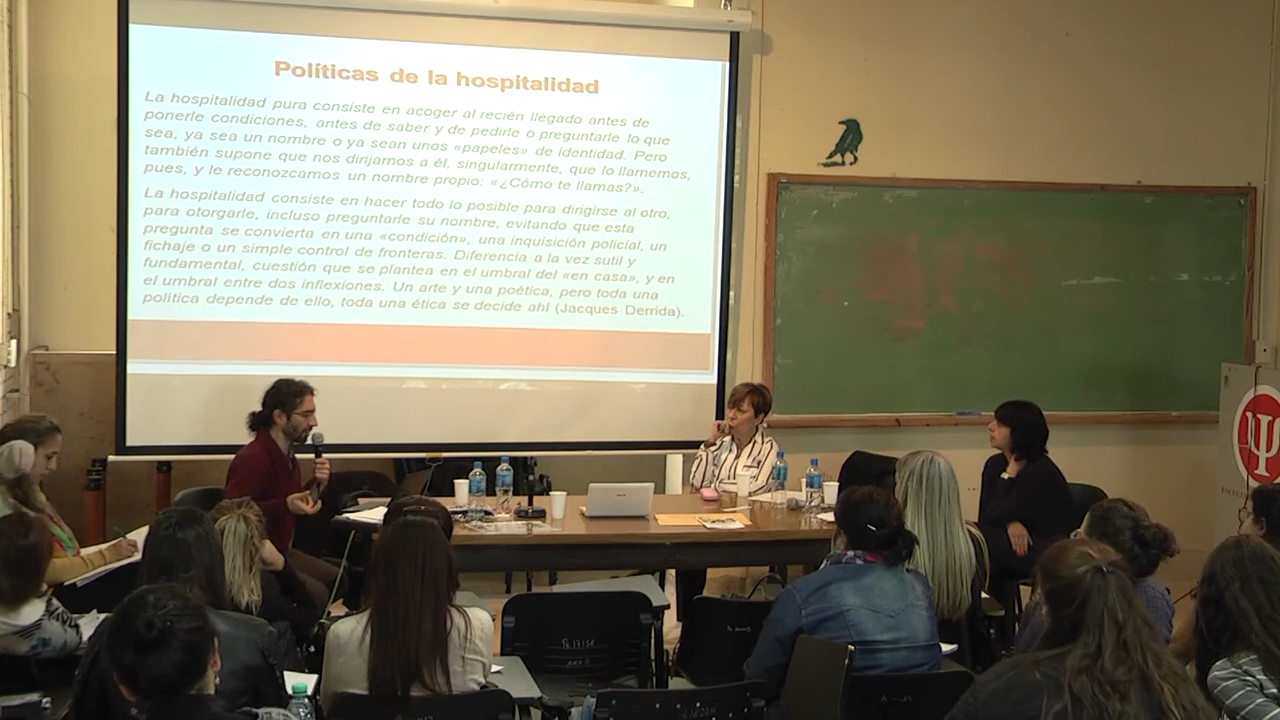 Políticas de la hospitalidad
La hospitalidad pura consiste en acoger al recién llegado antes de
ponerle condiciones, antes de saber y de pedirle o preguntarle lo que
sea, ya sea un nombre o ya sean unos «papeles» de identidad. Pero
también supone que nos dirijamos a él, singularmente, que lo llamemos,
pues, y le reconozcamos un nombre propio: «¿Cómo te llamas?».
La hospitalidad consiste en hacer todo lo posible para dirigirse al otro,
para otorgarle, incluso preguntarle su nombre, evitando que esta
pregunta se convierta en una «condición», una inquisición policial, un
fichaje o un simple control de fronteras. Diferencia a la vez sutil y
fundamental, cuestión que se plantea en el umbral del «en casa», y en
el umbral entre dos inflexiones. Un arte y una poética, pero toda una
política depende de ello, toda una ética se decide ahí (Jacques Derrida).
Ψ